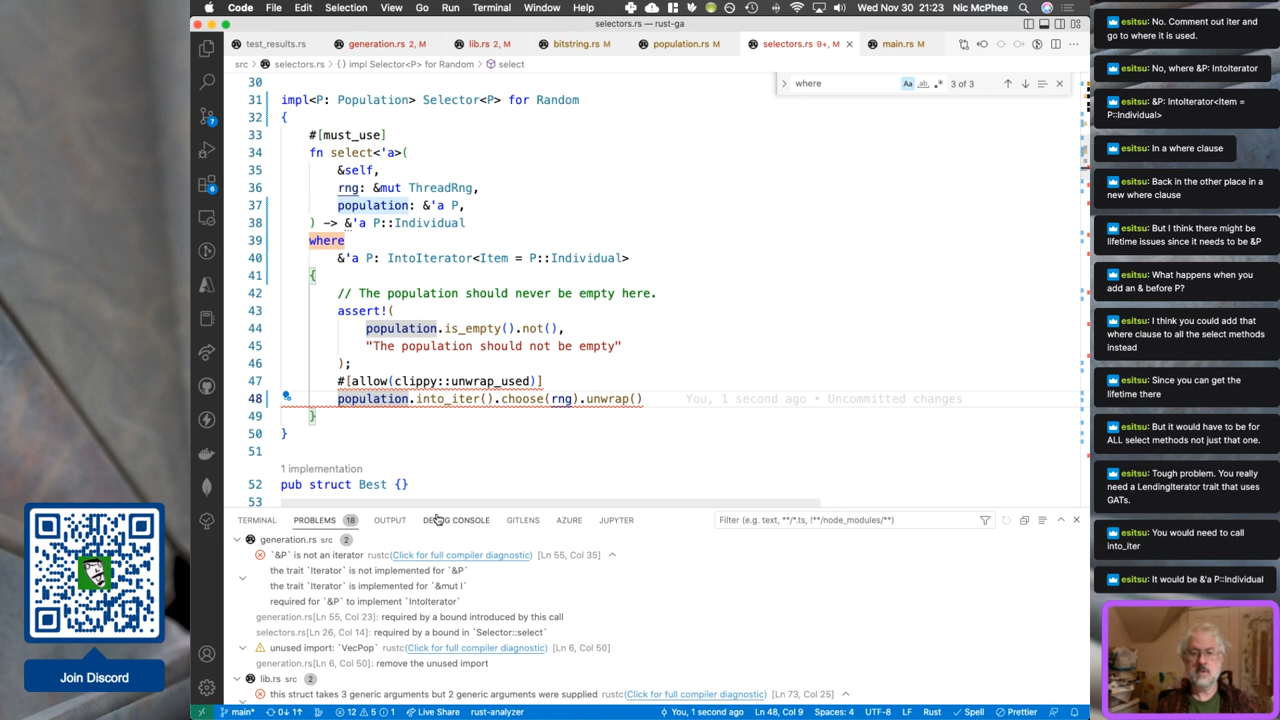 Code File Edit Selection View Go Run Terminal Window Help
Wed Nov 30 21:23 Nic McPhee
selectors.rs — rust-ga
test_results.rs
generation.rs 2, M
lib.rs 2, M
bitstring.rs M
population.rs M
selectors.rs 9+, M
main.rs M
src > selectors.rs > {} impl Selector<P> for Random > select
where
Aa ab 3 of 3
30
31 impl<P: Population> Selector<P> for Random
32 {
33 #[must_use]
34 fn select<'a>(
35 &self,
36 rng: &mut ThreadRng,
37 population: &'a P,
38 ) -> &'a P::Individual
39 where
40 &'a P: IntoIterator<Item = P::Individual>
41 {
42 // The population should never be empty here.
43 assert!(
44 population.is_empty().not(),
45 "The population should not be empty"
46 );
47 #[allow(clippy::unwrap_used)]
48 population.into_iter().choose(rng).unwrap() You, 1 second ago • Uncommitted changes
49 }
50 }
51
1 implementation
52 pub struct Best {}
53
TERMINAL PROBLEMS 18 OUTPUT DEBUG CONSOLE GITLENS AZURE JUPYTER
Filter (e.g. text, **/*.ts, !**/node_modules/**)
generation.rs src 2
`&P` is not an iterator rustc(Click for full compiler diagnostic) [Ln 55, Col 35]
the trait `Iterator` is not implemented for `&P`
the trait `Iterator` is implemented for `&mut I`
required for `&P` to implement `IntoIterator`
generation.rs[Ln 55, Col 23]: required by a bound introduced by this call
selectors.rs[Ln 26, Col 14]: required by a bound in `Selector::select`
unused import: `VecPop` rustc(Click for full compiler diagnostic) [Ln 6, Col 50]
generation.rs[Ln 6, Col 50]: remove the unused import
lib.rs src 2
this struct takes 3 generic arguments but 2 generic arguments were supplied rustc(Click for full compiler diagnostic) [Ln 73, Col 25]
main* 0↓ 1↑ 12 5 1 Live Share rust-analyzer
You, 1 second ago Ln 48, Col 9 Spaces: 4 UTF-8 LF Rust Spell Prettier
7
6
Join Discord
esitsu: No. Comment out iter and
go to where it is used.
esitsu: No, where &P: IntoIterator
esitsu: &P: IntoIterator<Item =
P::Individual>
esitsu: In a where clause
esitsu: Back in the other place in a
new where clause
esitsu: But I think there might be
lifetime issues since it needs to be &P
esitsu: What happens when you
add an & before P?
esitsu: I think you could add that
where clause to all the select methods
instead
esitsu: Since you can get the
lifetime there
esitsu: But it would have to be for
ALL select methods not just that one.
esitsu: Tough problem. You really
need a LendingIterator trait that uses
GATs.
esitsu: You would need to call
into_iter
esitsu: It would be &'a P::Individual